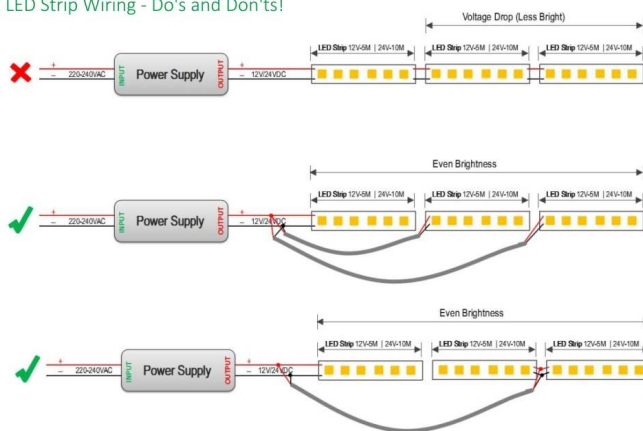 LED Strip Wiring - Do's and Don'ts!
Voltage Drop (Less Bright)
LED Strip 12V-5M | 24V-10M
LED Strip 12V-5M | 24V-10M
LED Strip 12V-5M | 24V-10M
+
– 220-240VAC
INPUT
Power Supply
OUTPUT
+
– 12V/24VDC
Even Brightness
LED Strip 12V-5M | 24V-10M
LED Strip 12V-5M | 24V-10M
LED Strip 12V-5M | 24V-10M
+
– 220-240VAC
INPUT
Power Supply
OUTPUT
+
– 12V/24VDC
Even Brightness
LED Strip 12V-5M | 24V-10M
LED Strip 12V-5M | 24V-10M
LED Strip 12V-5M | 24V-10M
+
– 220-240VAC
INPUT
Power Supply
OUTPUT
+
– 12V/24VDC